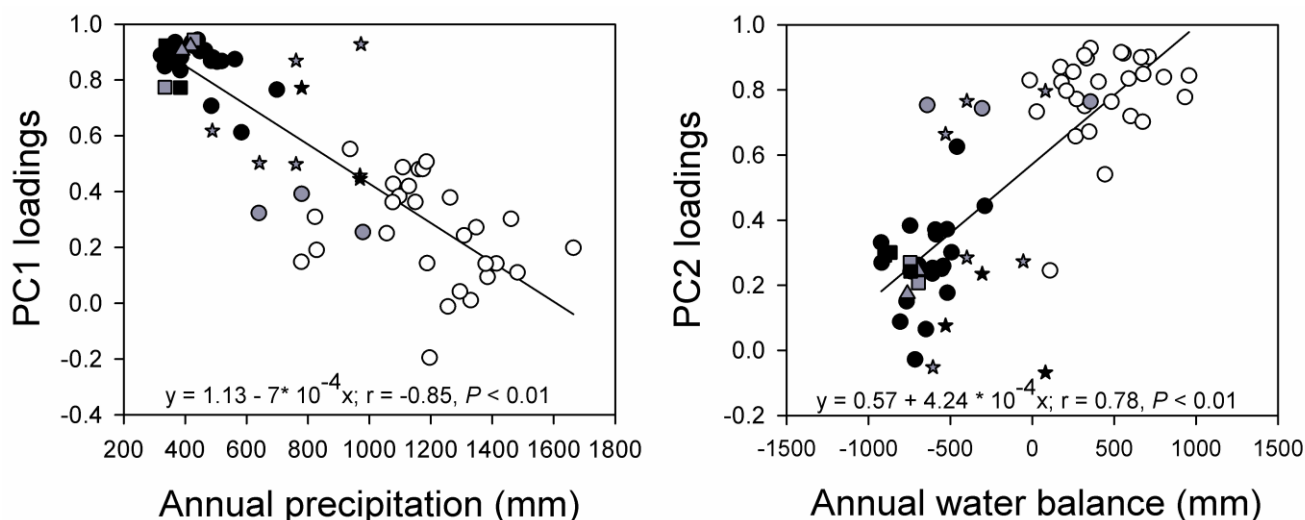 PC1 loadings
1.0
0.8
0.6
0.4
0.2
0.0
-0.2
-0.4
y = 1.13 - 7* 10⁻⁴x; r = -0.85, P < 0.01
200 400 600 800 1000 1200 1400 1600 1800
Annual precipitation (mm)
PC2 loadings
1.0
0.8
0.6
0.4
0.2
0.0
-0.2
y = 0.57 + 4.24 * 10⁻⁴x; r = 0.78, P < 0.01
-1500 -1000 -500 0 500 1000 1500
Annual water balance (mm)